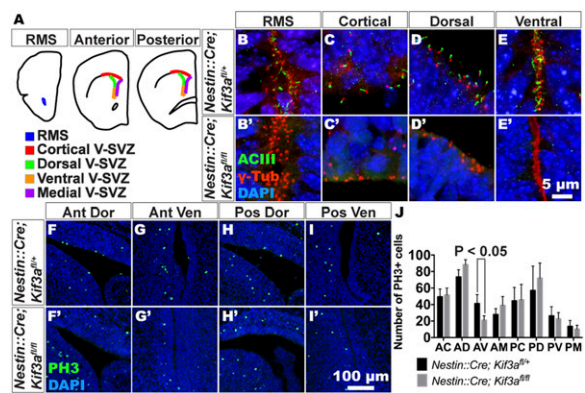 A
RMS Anterior Posterior
RMS
Cortical V-SVZ
Dorsal V-SVZ
Ventral V-SVZ
Medial V-SVZ
RMS Cortical Dorsal Ventral
Nestin::Cre;
Kif3a^fl/+
B C D E
Nestin::Cre;
Kif3a^fl/fl
B' C' D' E'
ACIII
γ-Tub
DAPI
5 µm
Ant Dor Ant Ven Pos Dor Pos Ven
Nestin::Cre;
Kif3a^fl/+
F G H I
Nestin::Cre;
Kif3a^fl/fl
F' G' H' I'
PH3
DAPI
100 µm
J
Number of PH3+ cells
100
80
60
40
20
0
P < 0.05
AC AD AV AM PC PD PV PM
Nestin::Cre; Kif3a^fl/+
Nestin::Cre; Kif3a^fl/fl